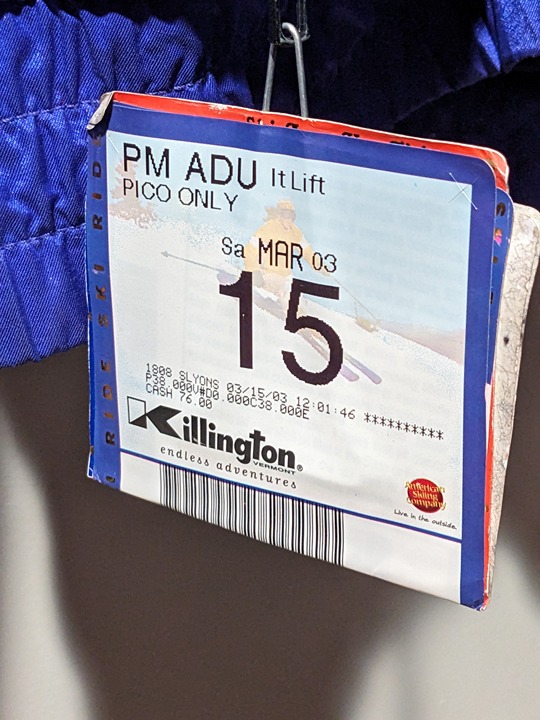 PM ADU ItLift
PICO ONLY
Sa MAR 03
15
1808 SLYONS 03/15/03 12:01:46 **********
P38.000V#D0.000C38.000E
CASH 76.00
Killington®
VERMONT
endless adventures
American
Skiing
Company
Live in the outside.
RIDE SKI RIDE